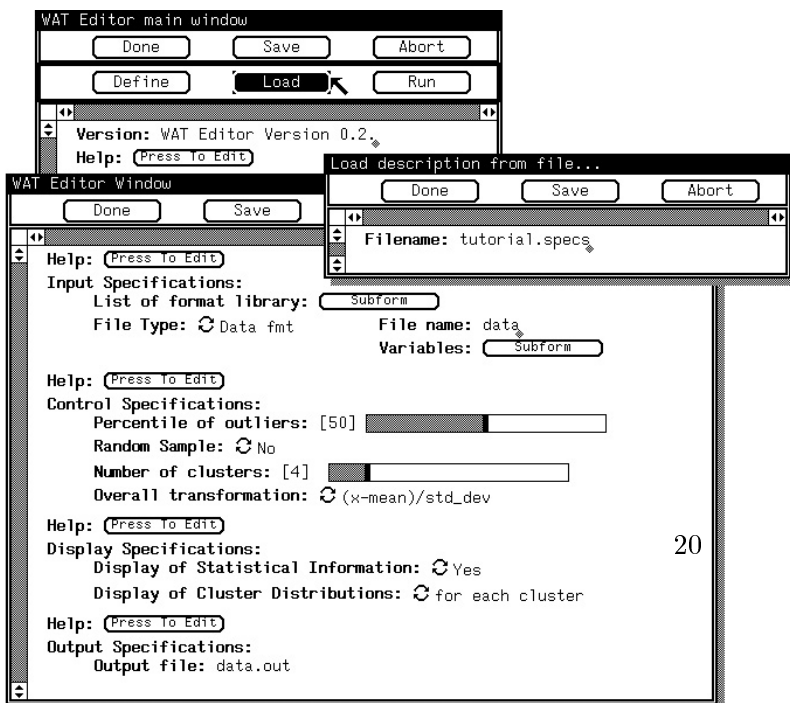 WAT Editor main window
Done Save Abort
Define Load Run
Version: WAT Editor Version 0.2.
Help: (Press To Edit)
Load description from file...
Done Save Abort
Filename: tutorial.specs
WAT Editor Window
Done Save
Help: (Press To Edit)
Input Specifications:
List of format library: Subform
File Type: Data fmt File name: data
Variables: Subform
Help: (Press To Edit)
Control Specifications:
Percentile of outliers: [50]
Random Sample: No
Number of clusters: [4]
Overall transformation: (x-mean)/std_dev
Help: (Press To Edit)
Display Specifications:
Display of Statistical Information: Yes
20
Display of Cluster Distributions: for each cluster
Help: (Press To Edit)
Output Specifications:
Output file: data.out